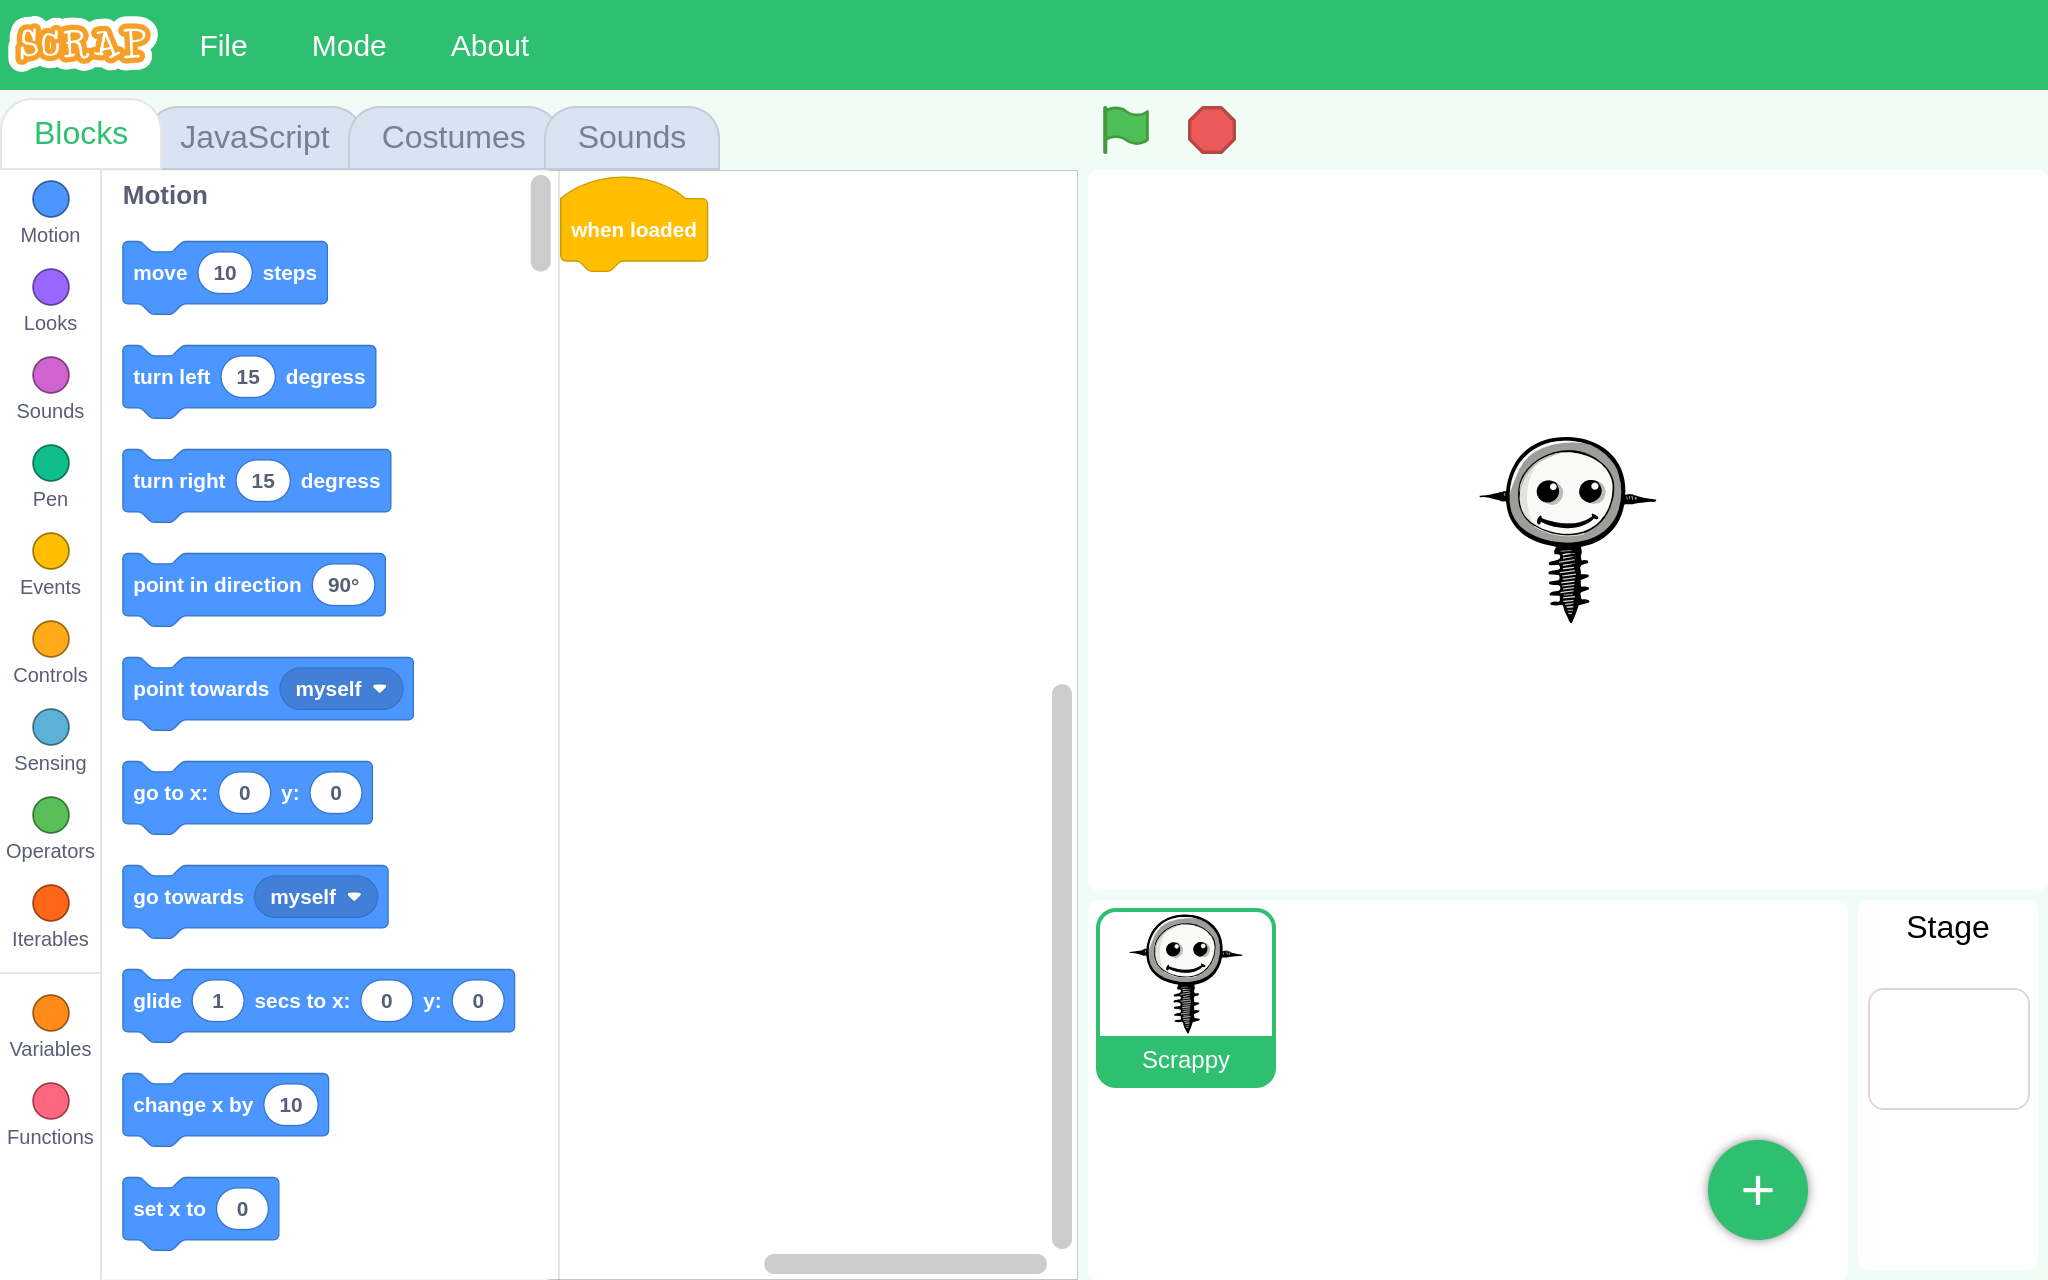 SCRAP File Mode About
Blocks JavaScript Costumes Sounds
Motion
Looks
Sounds
Pen
Events
Controls
Sensing
Operators
Iterables
Variables
Functions
Motion
move 10 steps
turn left 15 degress
turn right 15 degress
point in direction 90°
point towards myself
go to x: 0 y: 0
go towards myself
glide 1 secs to x: 0 y: 0
change x by 10
set x to 0
when loaded
Scrappy
Stage